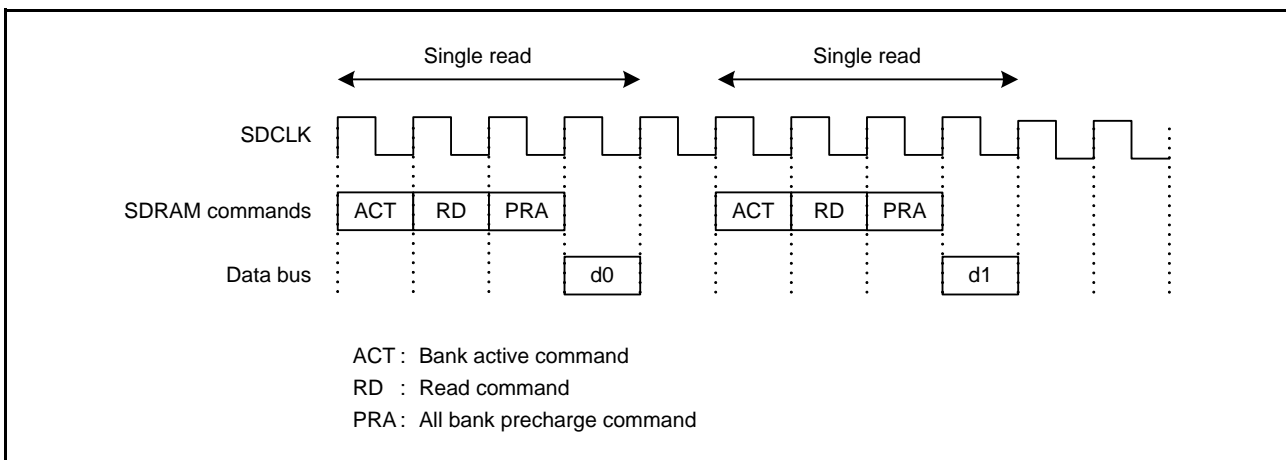 Single read Single read
SDCLK
SDRAM commands ACT RD PRA ACT RD PRA
Data bus d0 d1
ACT : Bank active command
RD : Read command
PRA : All bank precharge command